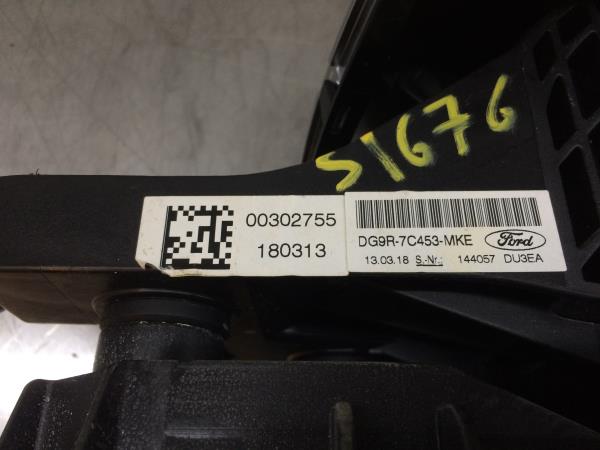 S1676
00302755
180313
DG9R-7C453-MKE Ford
13.03.18 S.-Nr.: 144057 DU3EA